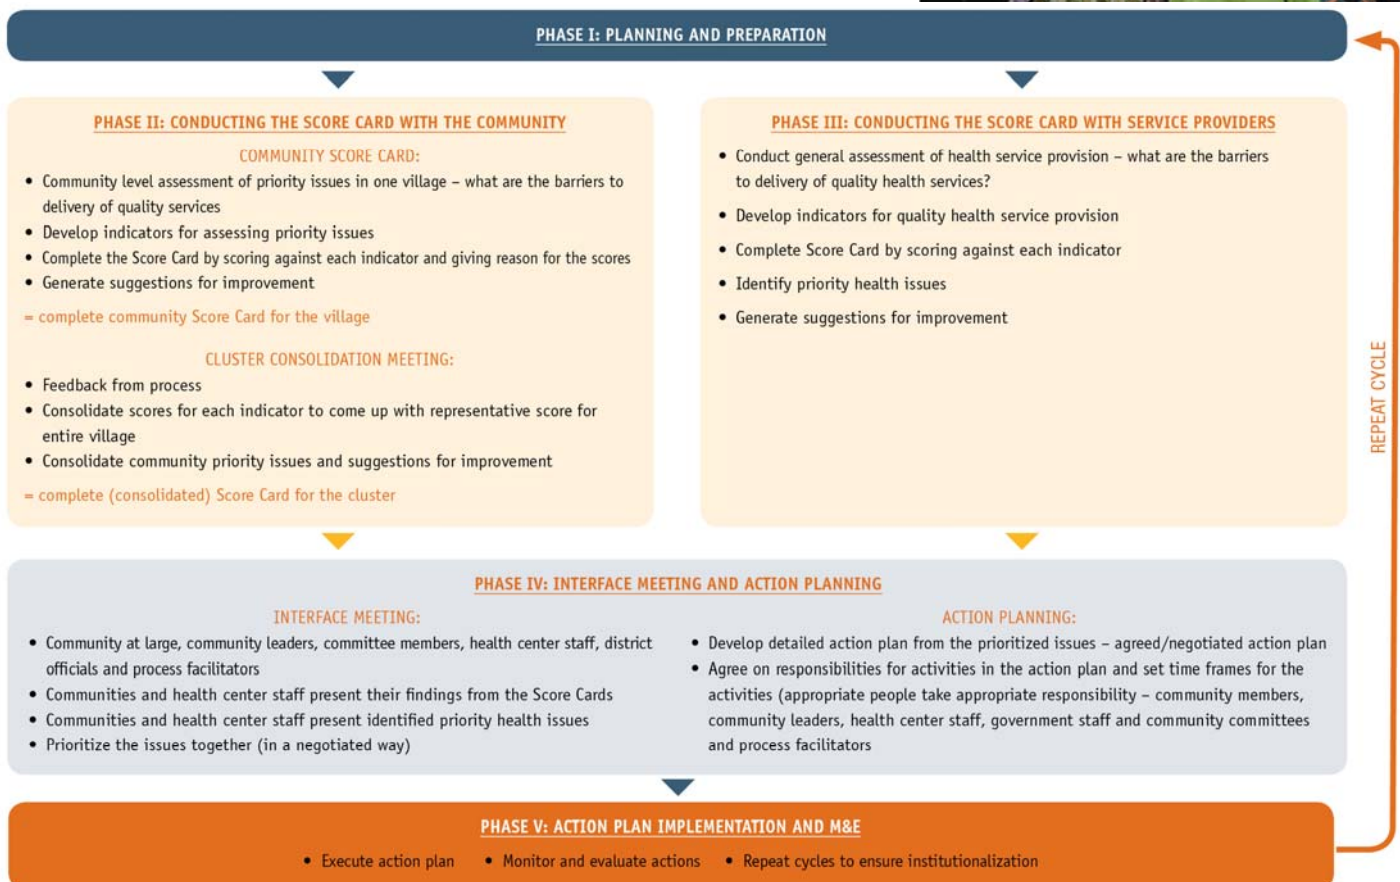 PHASE I: PLANNING AND PREPARATION
PHASE II: CONDUCTING THE SCORE CARD WITH THE COMMUNITY
COMMUNITY SCORE CARD:
• Community level assessment of priority issues in one village – what are the barriers to
delivery of quality services
• Develop indicators for assessing priority issues
• Complete the Score Card by scoring against each indicator and giving reason for the scores
• Generate suggestions for improvement
= complete community Score Card for the village
CLUSTER CONSOLIDATION MEETING:
• Feedback from process
• Consolidate scores for each indicator to come up with representative score for
entire village
• Consolidate community priority issues and suggestions for improvement
= complete (consolidated) Score Card for the cluster
PHASE III: CONDUCTING THE SCORE CARD WITH SERVICE PROVIDERS
• Conduct general assessment of health service provision – what are the barriers
to delivery of quality health services?
• Develop indicators for quality health service provision
• Complete Score Card by scoring against each indicator
• Identify priority health issues
• Generate suggestions for improvement
PHASE IV: INTERFACE MEETING AND ACTION PLANNING
INTERFACE MEETING:
• Community at large, community leaders, committee members, health center staff, district
officials and process facilitators
• Communities and health center staff present their findings from the Score Cards
• Communities and health center staff present identified priority health issues
• Prioritize the issues together (in a negotiated way)
ACTION PLANNING:
• Develop detailed action plan from the prioritized issues – agreed/negotiated action plan
• Agree on responsibilities for activities in the action plan and set time frames for the
activities (appropriate people take appropriate responsibility – community members,
community leaders, health center staff, government staff and community committees
and process facilitators
PHASE V: ACTION PLAN IMPLEMENTATION AND M&E
• Execute action plan • Monitor and evaluate actions • Repeat cycles to ensure institutionalization
REPEAT CYCLE